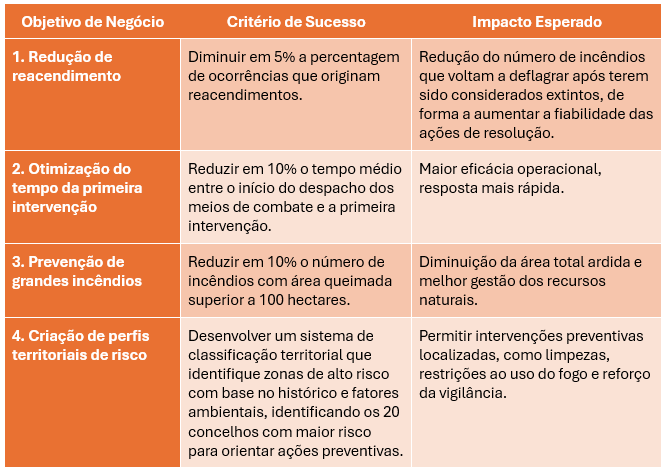 Objetivo de Negócio
Critério de Sucesso
Impacto Esperado
1. Redução de
reacendimento
Diminuir em 5% a percentagem
de ocorrências que originam
reacendimentos.
Redução do número de incêndios
que voltam a deflagrar após terem
sido considerados extintos, de
forma a aumentar a fiabilidade das
ações de resolução.
2. Otimização do
tempo da primeira
intervenção
Reduzir em 10% o tempo médio
entre o início do despacho dos
meios de combate e a primeira
intervenção.
Maior eficácia operacional,
resposta mais rápida.
3. Prevenção de
grandes incêndios
Reduzir em 10% o número de
incêndios com área queimada
superior a 100 hectares.
Diminuição da área total ardida e
melhor gestão dos recursos
naturais.
4. Criação de perfis
territoriais de risco
Desenvolver um sistema de
classificação territorial que
identifique zonas de alto risco
com base no histórico e fatores
ambientais, identificando os 20
concelhos com maior risco
para orientar ações preventivas.
Permitir intervenções preventivas
localizadas, como limpezas,
restrições ao uso do fogo e reforço
da vigilância.